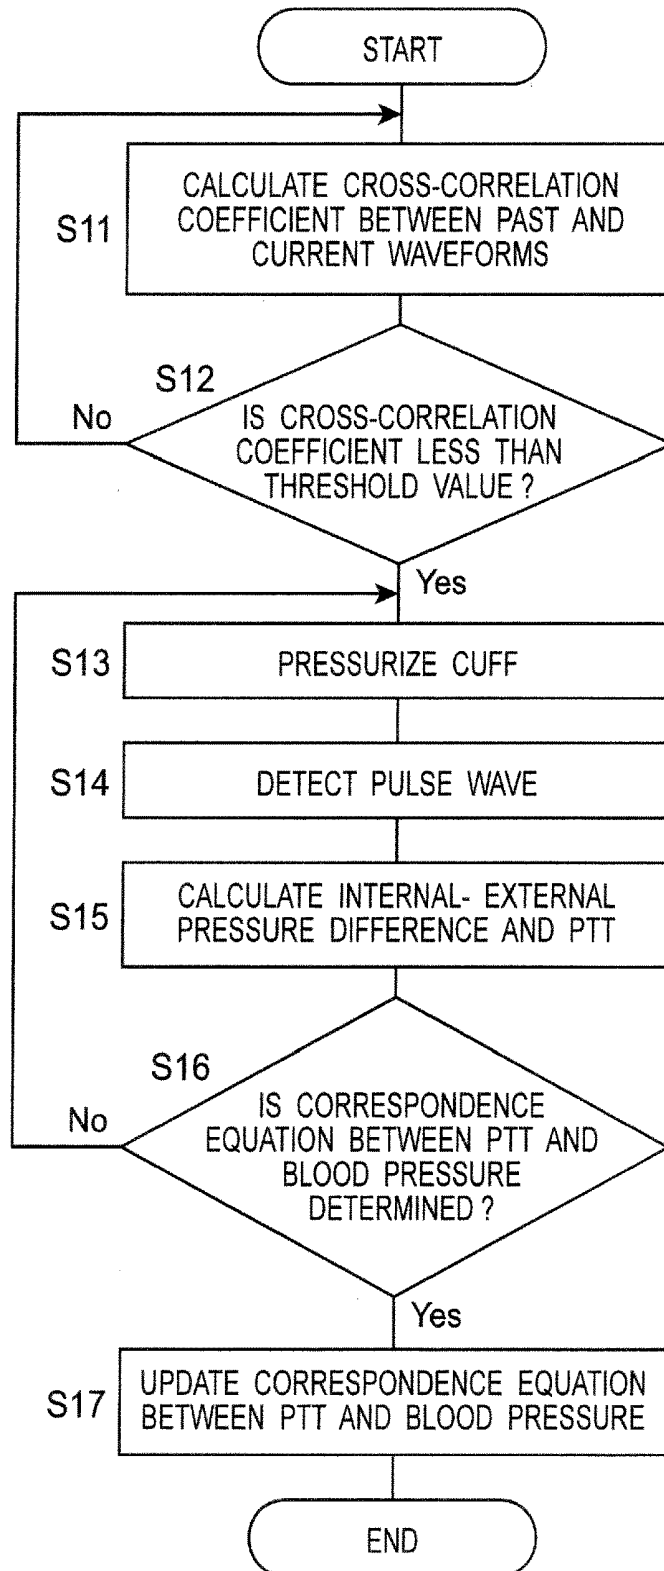 START
S11
CALCULATE CROSS-CORRELATION
COEFFICIENT BETWEEN PAST AND
CURRENT WAVEFORMS
S12
No
IS CROSS-CORRELATION
COEFFICIENT LESS THAN
THRESHOLD VALUE ?
Yes
S13
PRESSURIZE CUFF
S14
DETECT PULSE WAVE
S15
CALCULATE INTERNAL- EXTERNAL
PRESSURE DIFFERENCE AND PTT
S16
No
IS CORRESPONDENCE
EQUATION BETWEEN PTT AND
BLOOD PRESSURE
DETERMINED ?
Yes
S17
UPDATE CORRESPONDENCE EQUATION
BETWEEN PTT AND BLOOD PRESSURE
END